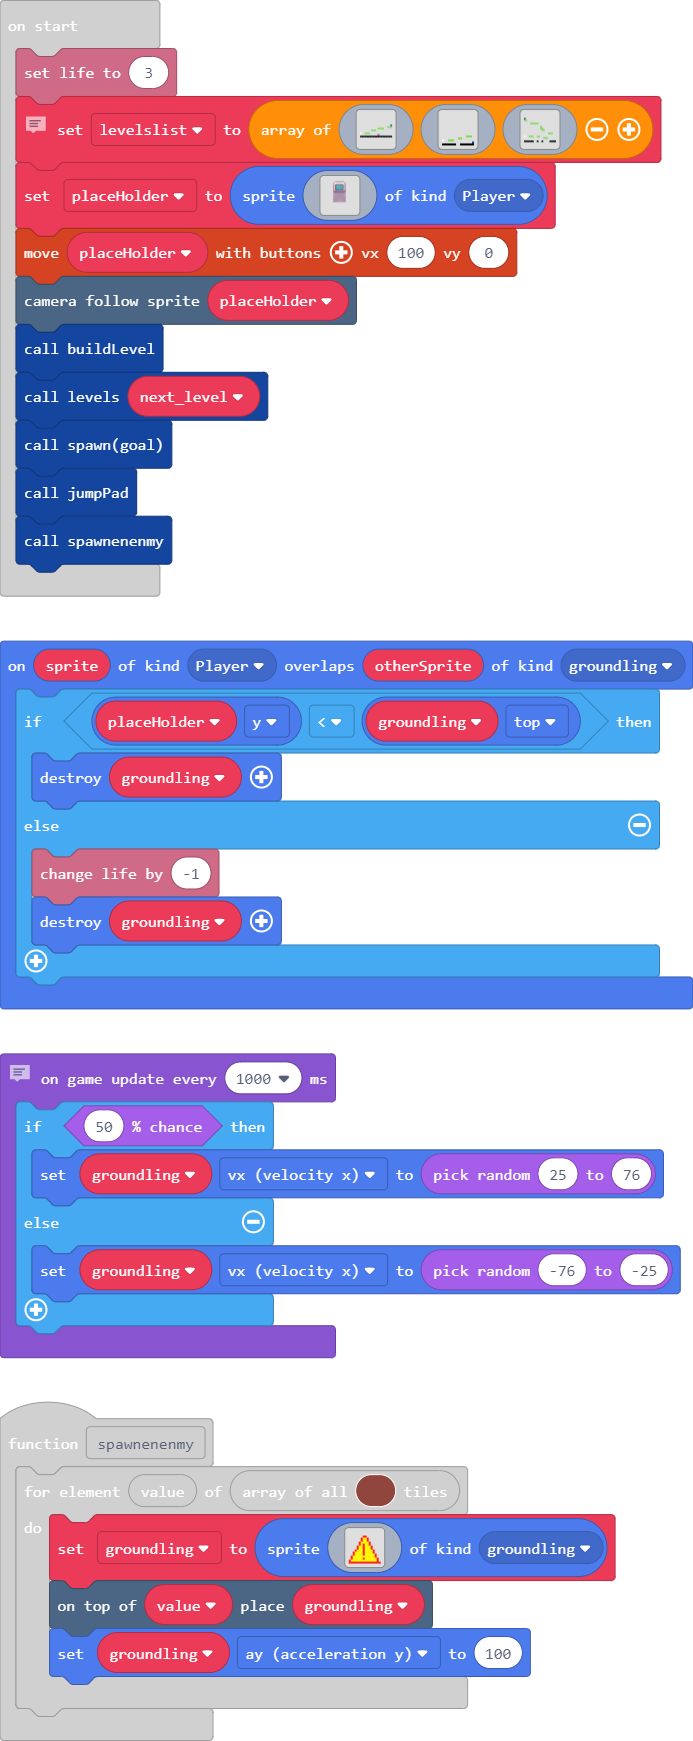 on start
set life to 3
set levelslist to array of
set placeHolder to sprite of kind Player
move placeHolder with buttons vx 100 vy 0
camera follow sprite placeHolder
call buildLevel
call levels next_level
call spawn(goal)
call jumpPad
call spawnenenmy
on sprite of kind Player overlaps otherSprite of kind groundling
if placeHolder y < groundling top then
destroy groundling
else
change life by -1
destroy groundling
on game update every 1000 ms
if 50 % chance then
set groundling vx (velocity x) to pick random 25 to 76
else
set groundling vx (velocity x) to pick random -76 to -25
function spawnenenmy
for element value of array of all tiles
do
set groundling to sprite of kind groundling
on top of value place groundling
set groundling ay (acceleration y) to 100